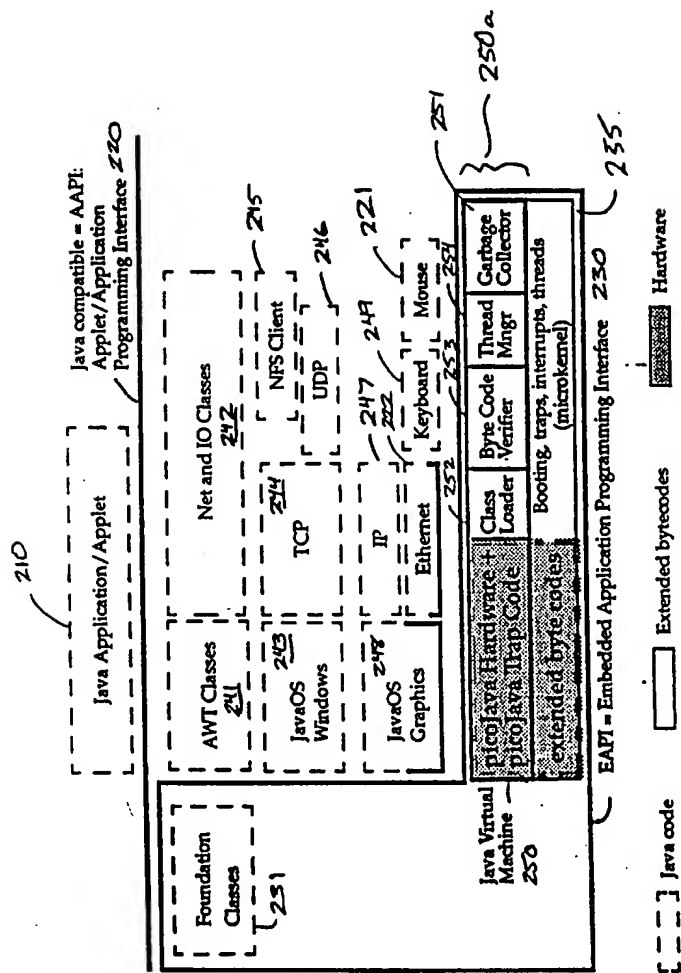 210
Java Application/Applet
Java compatible = AAPI:
Applet/Application
Programming Interface 220
Foundation
Classes
231
AWT Classes
241
Net and IO Classes
242
245
JavaOS
Windows
243
TCP
244
NFS Client
UDP
246
JavaOS
Graphics
248
IP
247
222
Ethernet
Keyboard
249
Mouse
221
Java Virtual
Machine
250
picoJava Hardware +
picoJava Trap Code
extended byte codes
252
Class
Loader
253
Byte Code
Verifier
254
Thread
Mngr
251
Garbage
Collector
250a
Booting, traps, interrupts, threads
(microkernel)
235
EAPI = Embedded Application Programming Interface 230
Java code
Extended bytecodes
Hardware